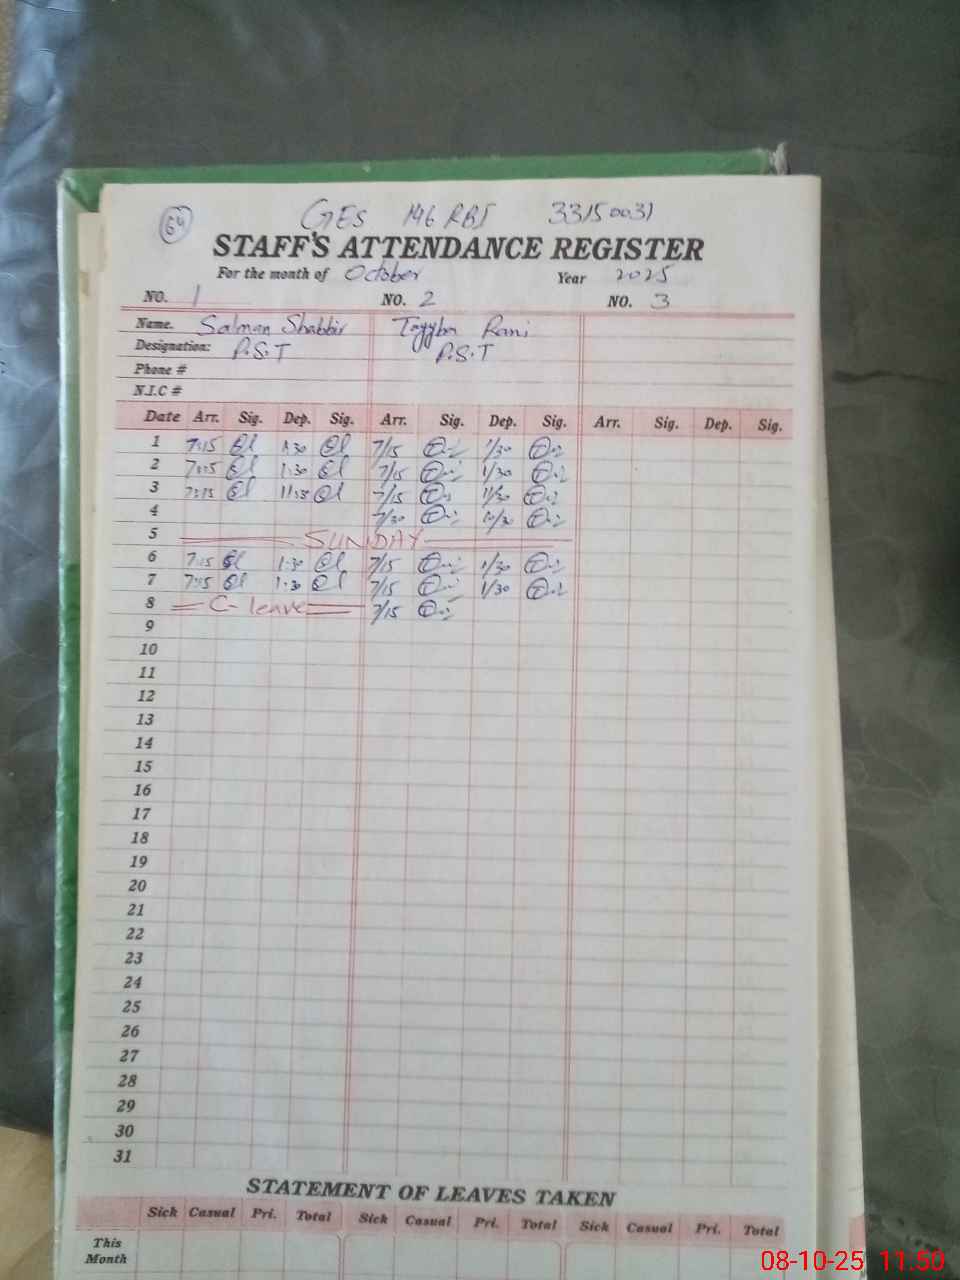 64 GES 146 RB I 33150031
STAFF'S ATTENDANCE REGISTER
For the month of October Year 2025
NO. 1 NO. 2 NO. 3
Name. Salman Shabbir Tayyba Rani
Designation: P.S.T P.S.T
Phone #
N.I.C #
Date Arr. Sig. Dep. Sig. Arr. Sig. Dep. Sig. Arr. Sig. Dep. Sig.
1 7:15 1:30 7/15 1/30
2 7:15 1:30 7/15 1/30
3 7:15 7/15 1/30
4 7/30
5 SUNDAY
6 7:15 1:30 7/15 1/30
7 7:15 1:30 7/15 1/30
8 C-leave 7/15
9
10
11
12
13
14
15
16
17
18
19
20
21
22
23
24
25
26
27
28
29
30
31
STATEMENT OF LEAVES TAKEN
Sick Casual Pri. Total Sick Casual Pri. Total Sick Casual Pri. Total
This
Month
08-10-25 11.50